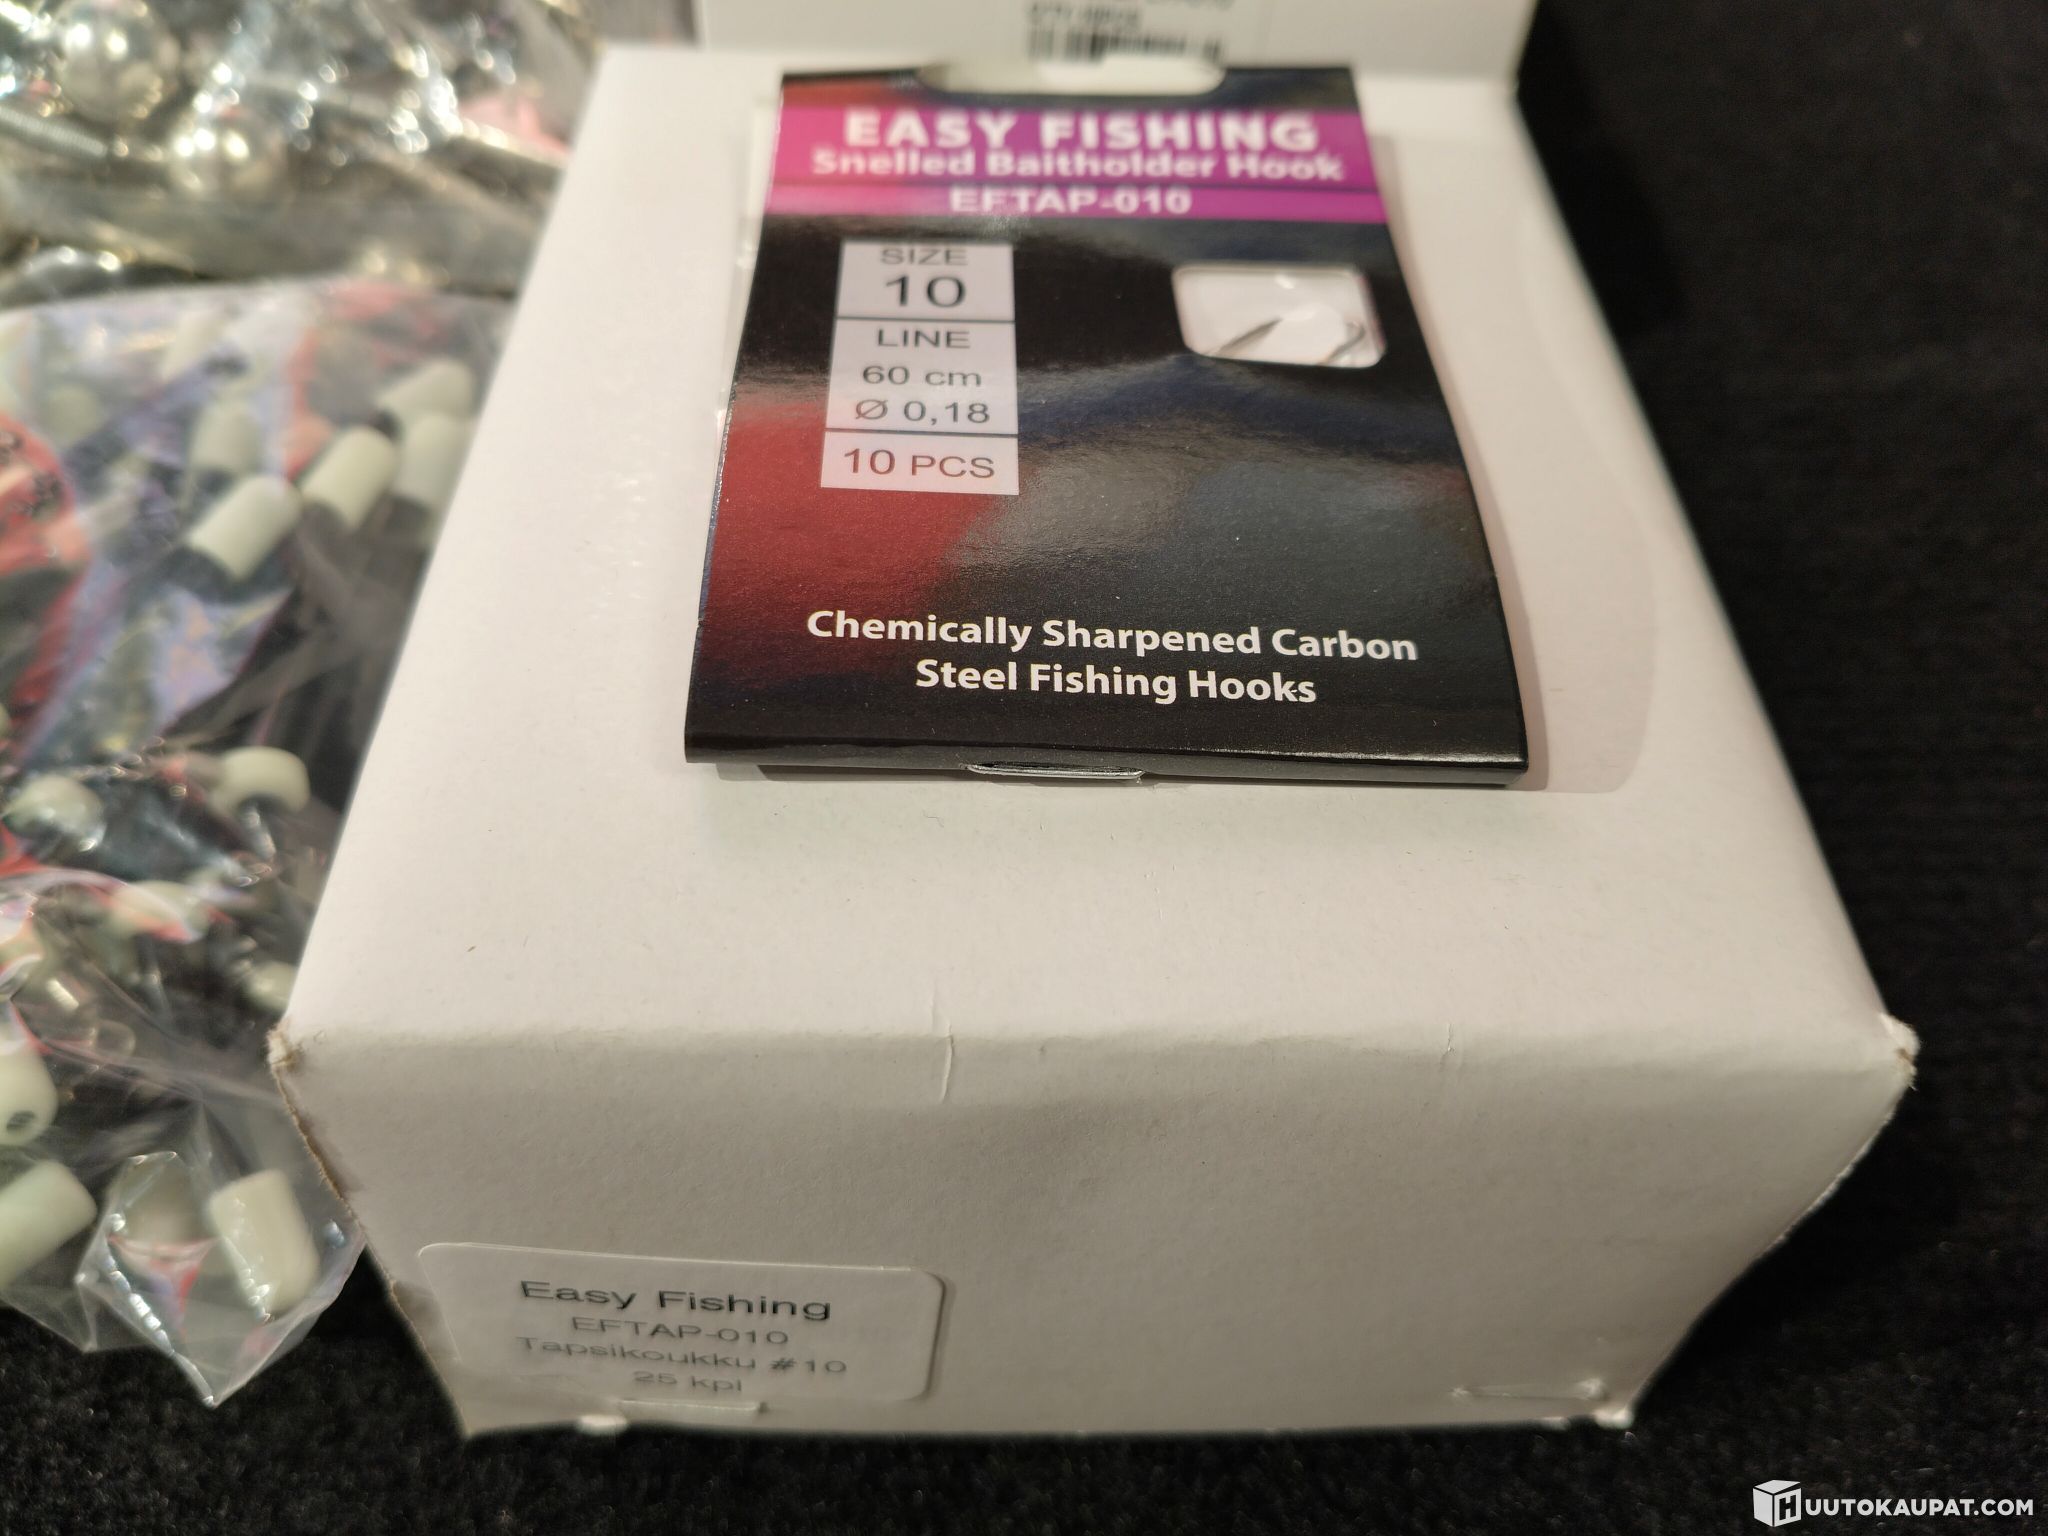 EASY FISHING
Snelled Baitholder Hook
EFTAP-010
SIZE
10
LINE
60 cm
Ø 0,18
10 PCS
Chemically Sharpened Carbon
Steel Fishing Hooks
Easy Fishing
EFTAP-010
Tapsikoukku #10
25 kpl
HUUTOKAUPAT.COM